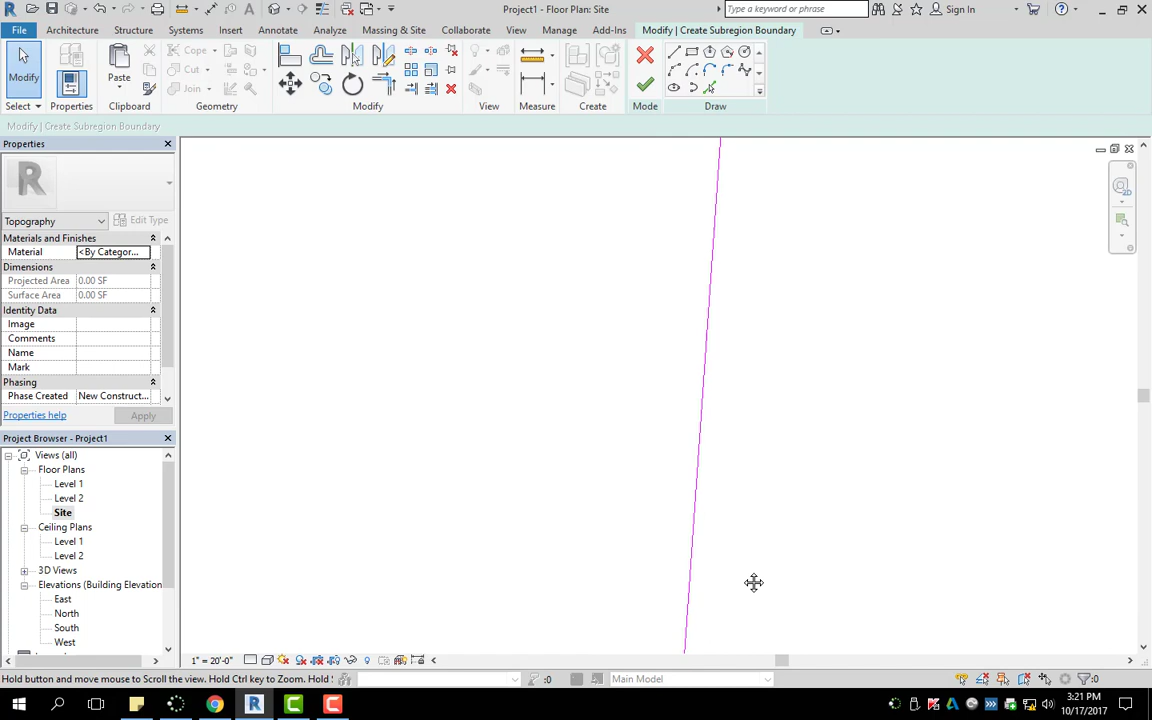 Project1 - Floor Plan: Site
Type a keyword or phrase
Sign In
File
Architecture
Structure
Systems
Insert
Annotate
Analyze
Massing & Site
Collaborate
View
Manage
Add-Ins
Modify | Create Subregion Boundary
Modify
Properties
Paste
Cope
Cut
Join
Select
Properties
Clipboard
Geometry
Modify
View
Measure
Create
Mode
Draw
Modify | Create Subregion Boundary
Properties
R
Topography
Edit Type
Materials and Finishes
Material
<By Categor...
Dimensions
Projected Area
0.00 SF
Surface Area
0.00 SF
Identity Data
Image
Comments
Name
Mark
Phasing
Phase Created
New Construct...
Properties help
Apply
Project Browser - Project1
Views (all)
Floor Plans
Level 1
Level 2
Site
Ceiling Plans
Level 1
Level 2
3D Views
Elevations (Building Elevation
East
North
South
West
2D
1" = 20'-0"
Hold button and move mouse to Scroll the view. Hold Ctrl key to Zoom. Hold
:0
Main Model
:0
3:21 PM
10/17/2017